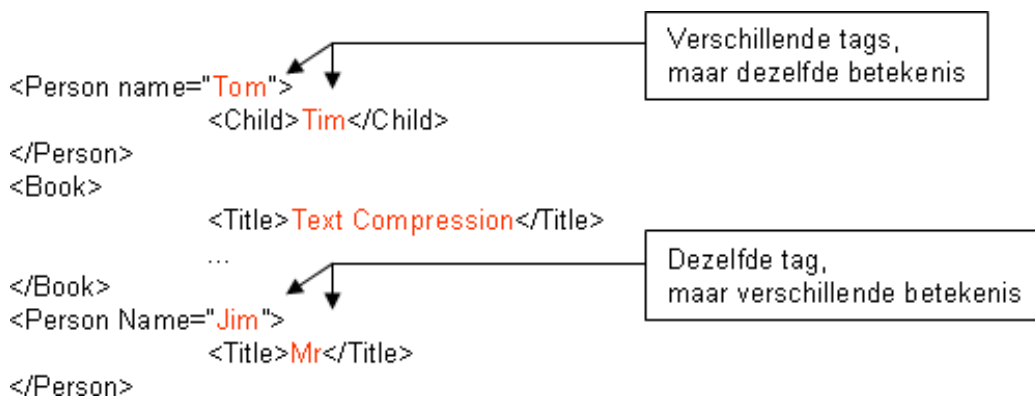 Verschillende tags,
maar dezelfde betekenis
<Person name="Tom">
<Child>Tim</Child>
</Person>
<Book>
<Title>Text Compression</Title>
...
</Book>
Dezelfde tag,
maar verschillende betekenis
<Person Name="Jim">
<Title>Mr</Title>
</Person>